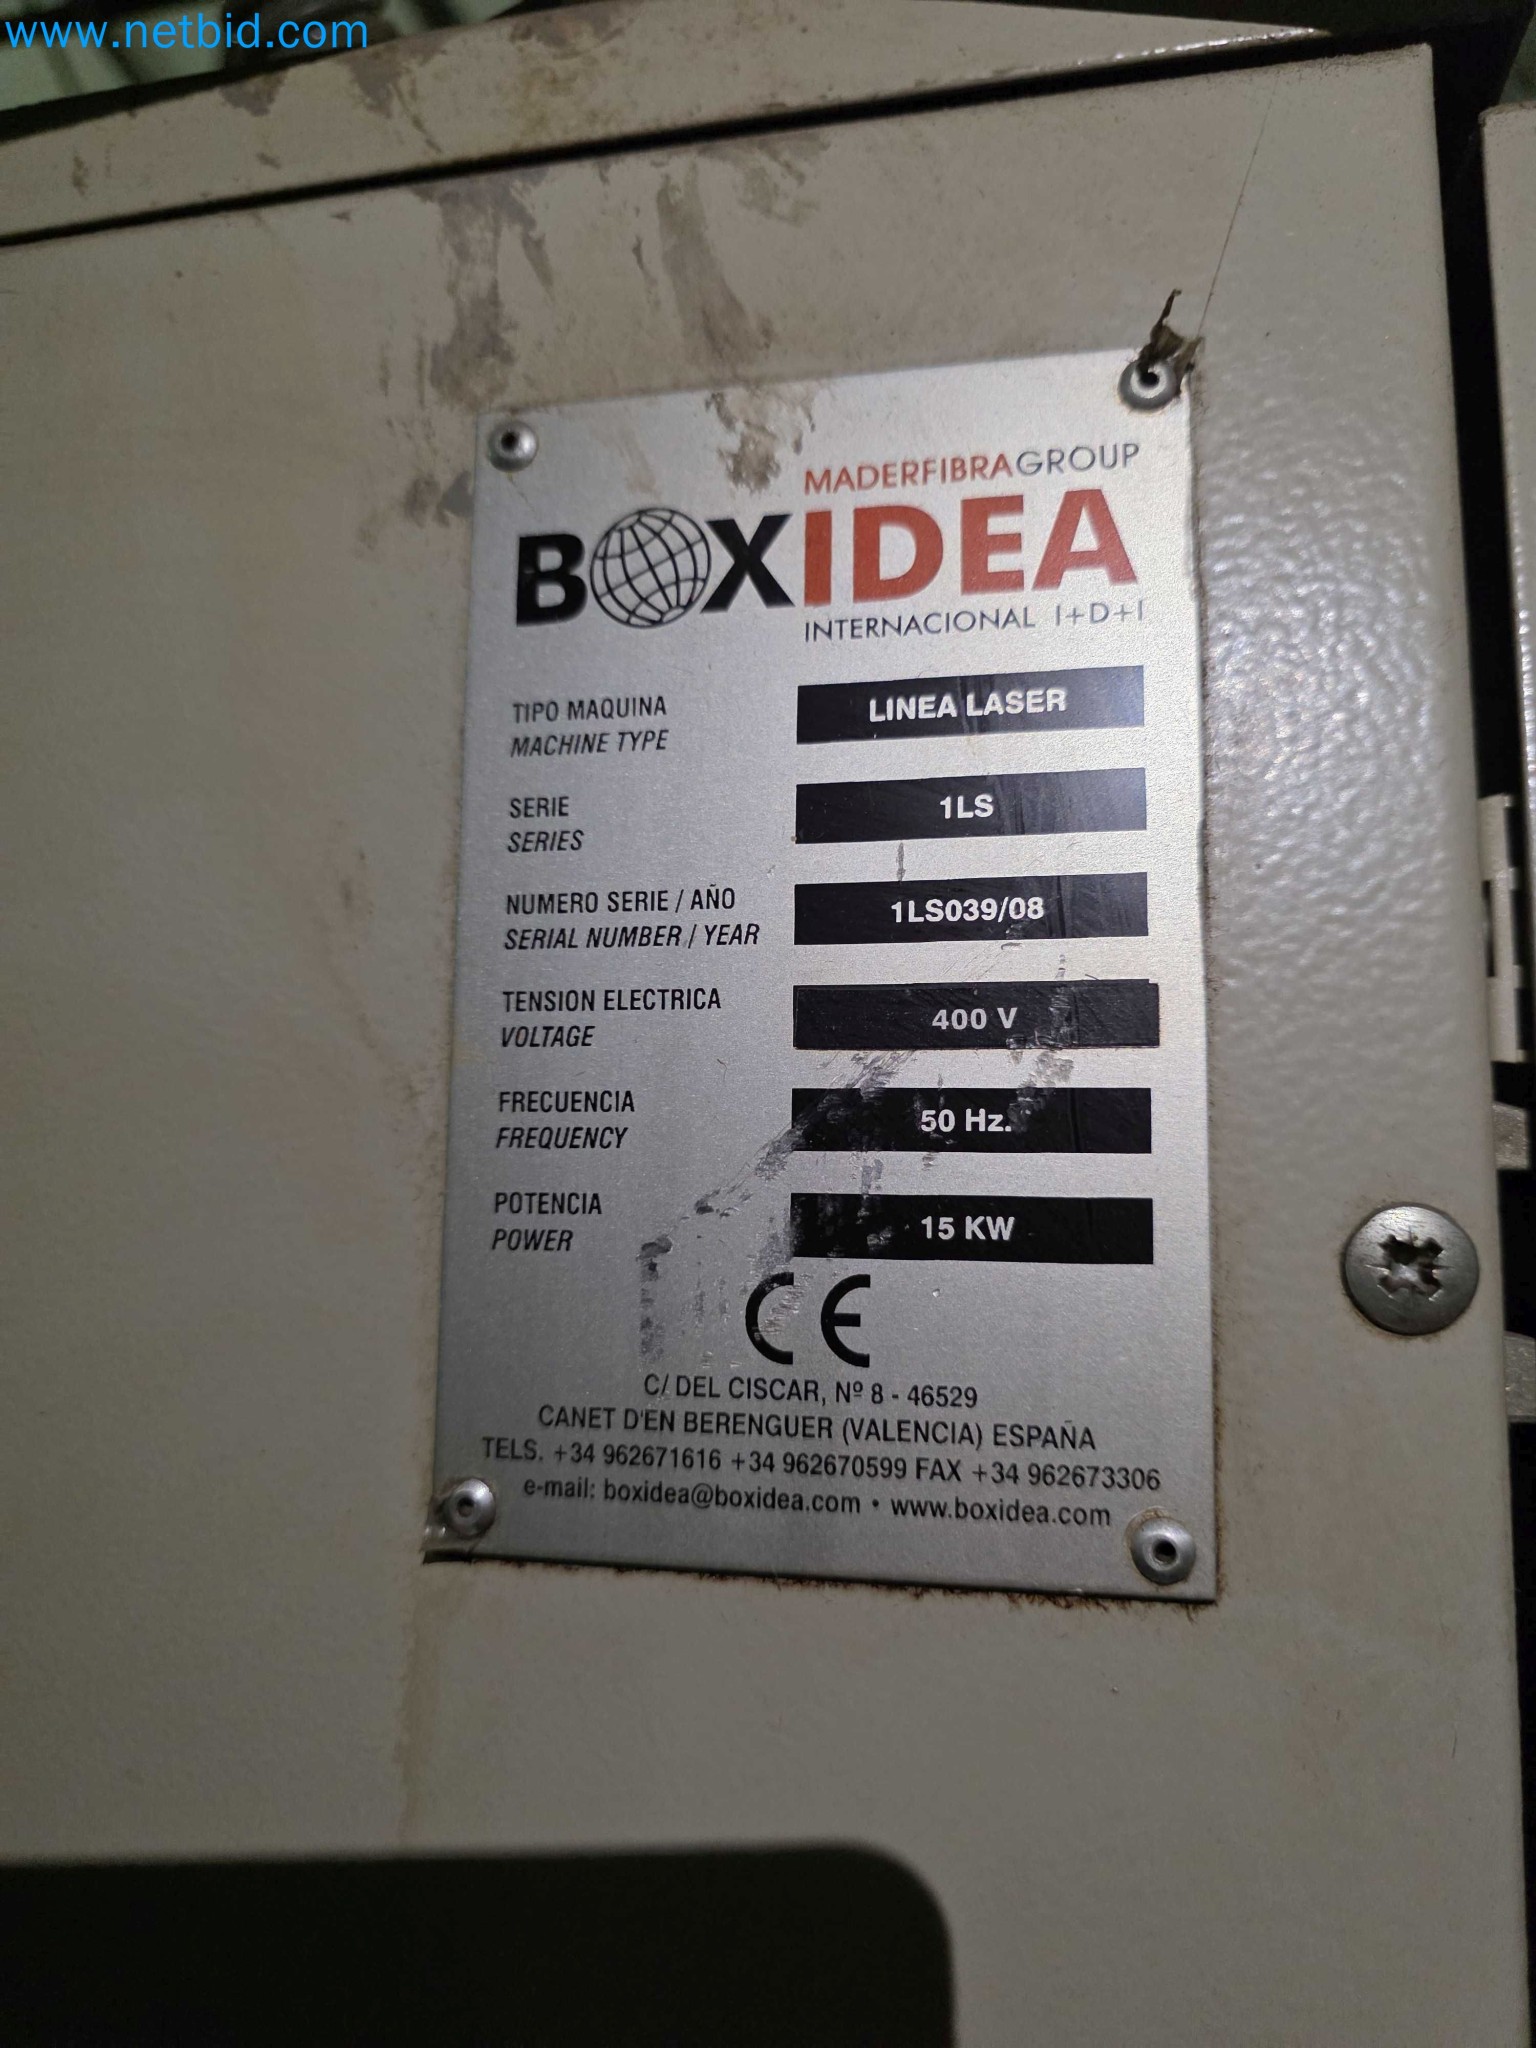 www.netbid.com
MADERFIBRAGROUP
BOXIDEA
INTERNACIONAL I+D+I
TIPO MAQUINA
MACHINE TYPE
LINEA LASER
SERIE
SERIES
1LS
NUMERO SERIE / AÑO
SERIAL NUMBER / YEAR
1LS039/08
TENSION ELECTRICA
VOLTAGE
400 V
FRECUENCIA
FREQUENCY
50 Hz.
POTENCIA
POWER
15 KW
CE
C/ DEL CISCAR, Nº 8 - 46529
CANET D'EN BERENGUER (VALENCIA) ESPAÑA
TELS. +34 962671616 +34 962670599 FAX +34 962673306
e-mail: boxidea@boxidea.com • www.boxidea.com